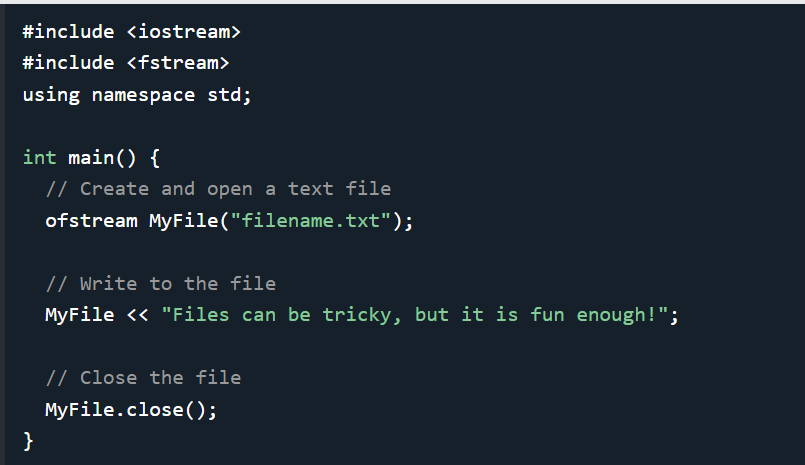 #include <iostream>
#include <fstream>
using namespace std;
int main() {
// Create and open a text file
ofstream MyFile("filename.txt");
// Write to the file
MyFile << "Files can be tricky, but it is fun enough!";
// Close the file
MyFile.close();
}